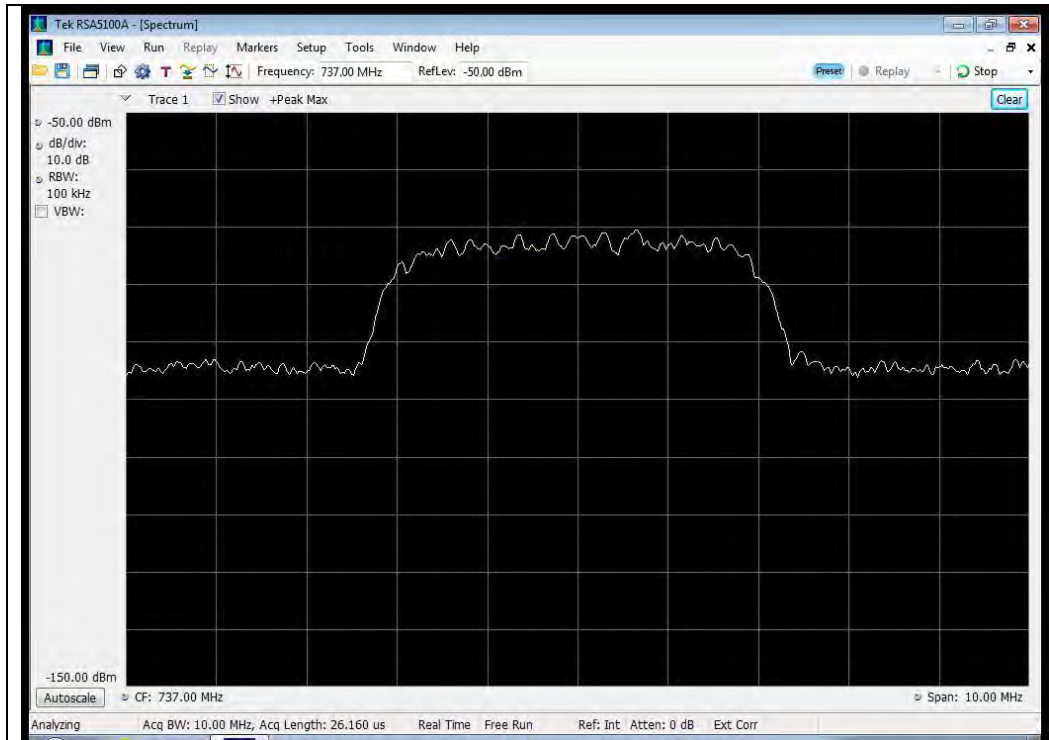 Tek RSA5100A - [Spectrum]
File View Run Replay Markers Setup Tools Window Help
T Frequency: 737.00 MHz RefLev: -50.00 dBm Preset Replay Stop
Trace 1 Show +Peak Max Clear
-50.00 dBm
dB/div:
10.0 dB
RBW:
100 kHz
VBW:
-150.00 dBm
Autoscale CF: 737.00 MHz Span: 10.00 MHz
Analyzing Acq BW: 10.00 MHz, Acq Length: 26.160 us Real Time Free Run Ref: Int Atten: 0 dB Ext Corr